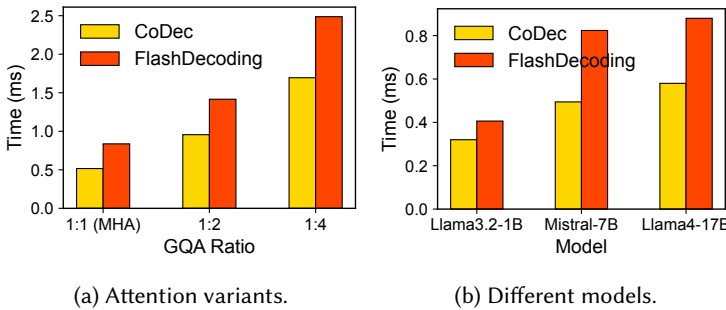 2.5
2.0
1.5
1.0
0.5
0.0
Time (ms)
CoDec
FlashDecoding
1:1 (MHA)
1:2
1:4
GQA Ratio
(a) Attention variants.
0.8
0.6
0.4
0.2
0.0
Time (ms)
CoDec
FlashDecoding
Llama3.2-1B
Mistral-7B
Llama4-17B
Model
(b) Different models.